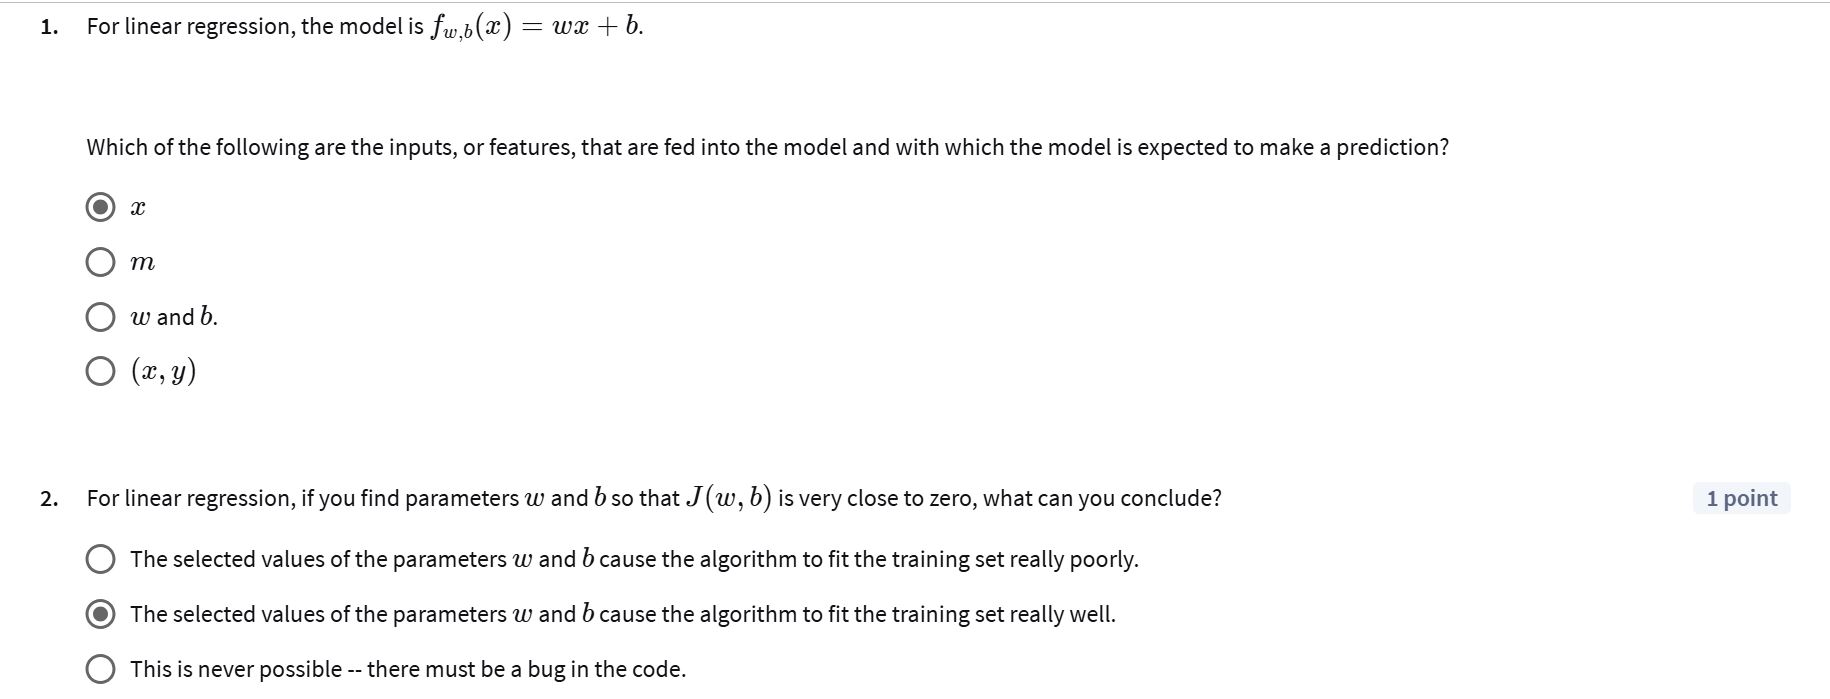 1. For linear regression, the model is f_{w,b}(x) = wx + b.
Which of the following are the inputs, or features, that are fed into the model and with which the model is expected to make a prediction?
x
m
w and b.
(x, y)
2. For linear regression, if you find parameters w and b so that J(w, b) is very close to zero, what can you conclude? 1 point
The selected values of the parameters w and b cause the algorithm to fit the training set really poorly.
The selected values of the parameters w and b cause the algorithm to fit the training set really well.
This is never possible -- there must be a bug in the code.